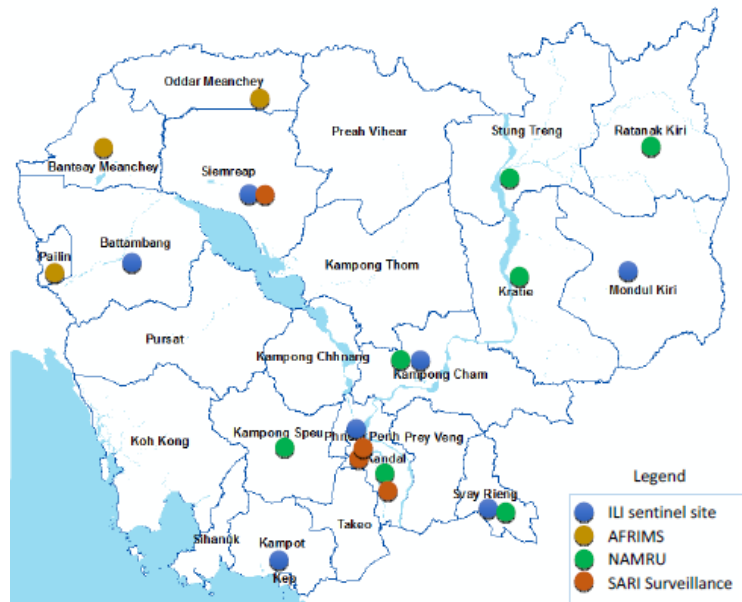 Oddar Meanchey
Preah Vihear
Stung Treng
Ratanak Kiri
Banteay Meanchey
Siemreap
Pailin
Battambang
Kampong Thom
Kratie
Mondul Kiri
Pursat
Kampong Chhnang
Kampong Cham
Koh Kong
Kampong Speu
Phnom Penh
Prey Veng
Kandal
Svay Rieng
Takeo
Sihanuk
Kampot
Kep
Legend
ILI sentinel site
AFRIMS
NAMRU
SARI Surveillance